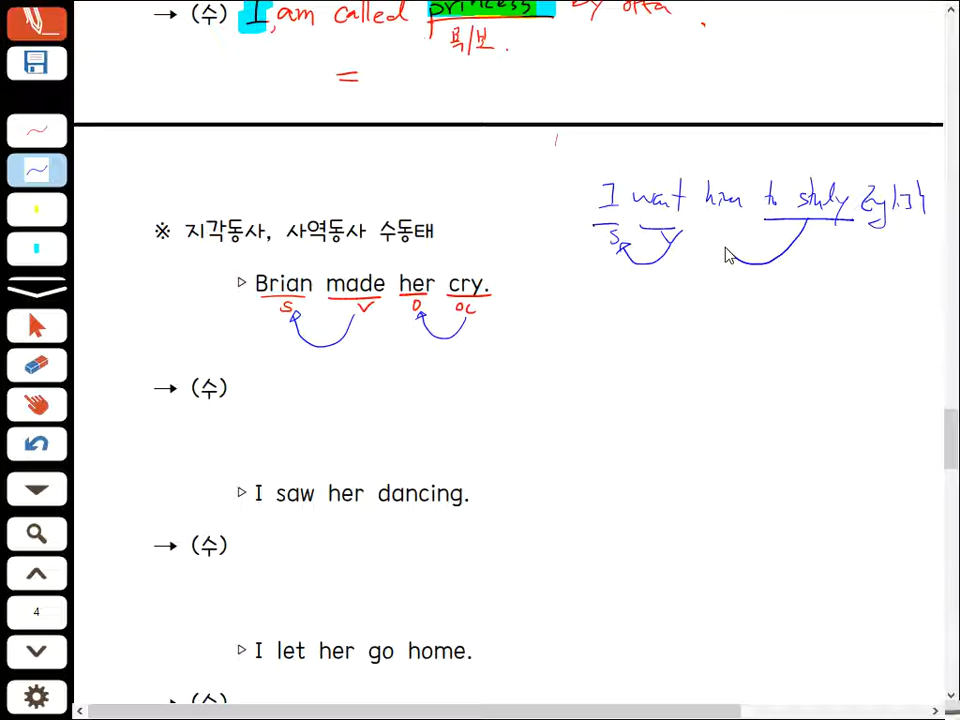 → (수) I, am called princess by
목/보.
=
I want him to study English
S V
※ 지각동사, 사역동사 수동태
▷ Brian made her cry.
S V O OC
→ (수)
▷ I saw her dancing.
→ (수)
▷ I let her go home.
→ (수)
4